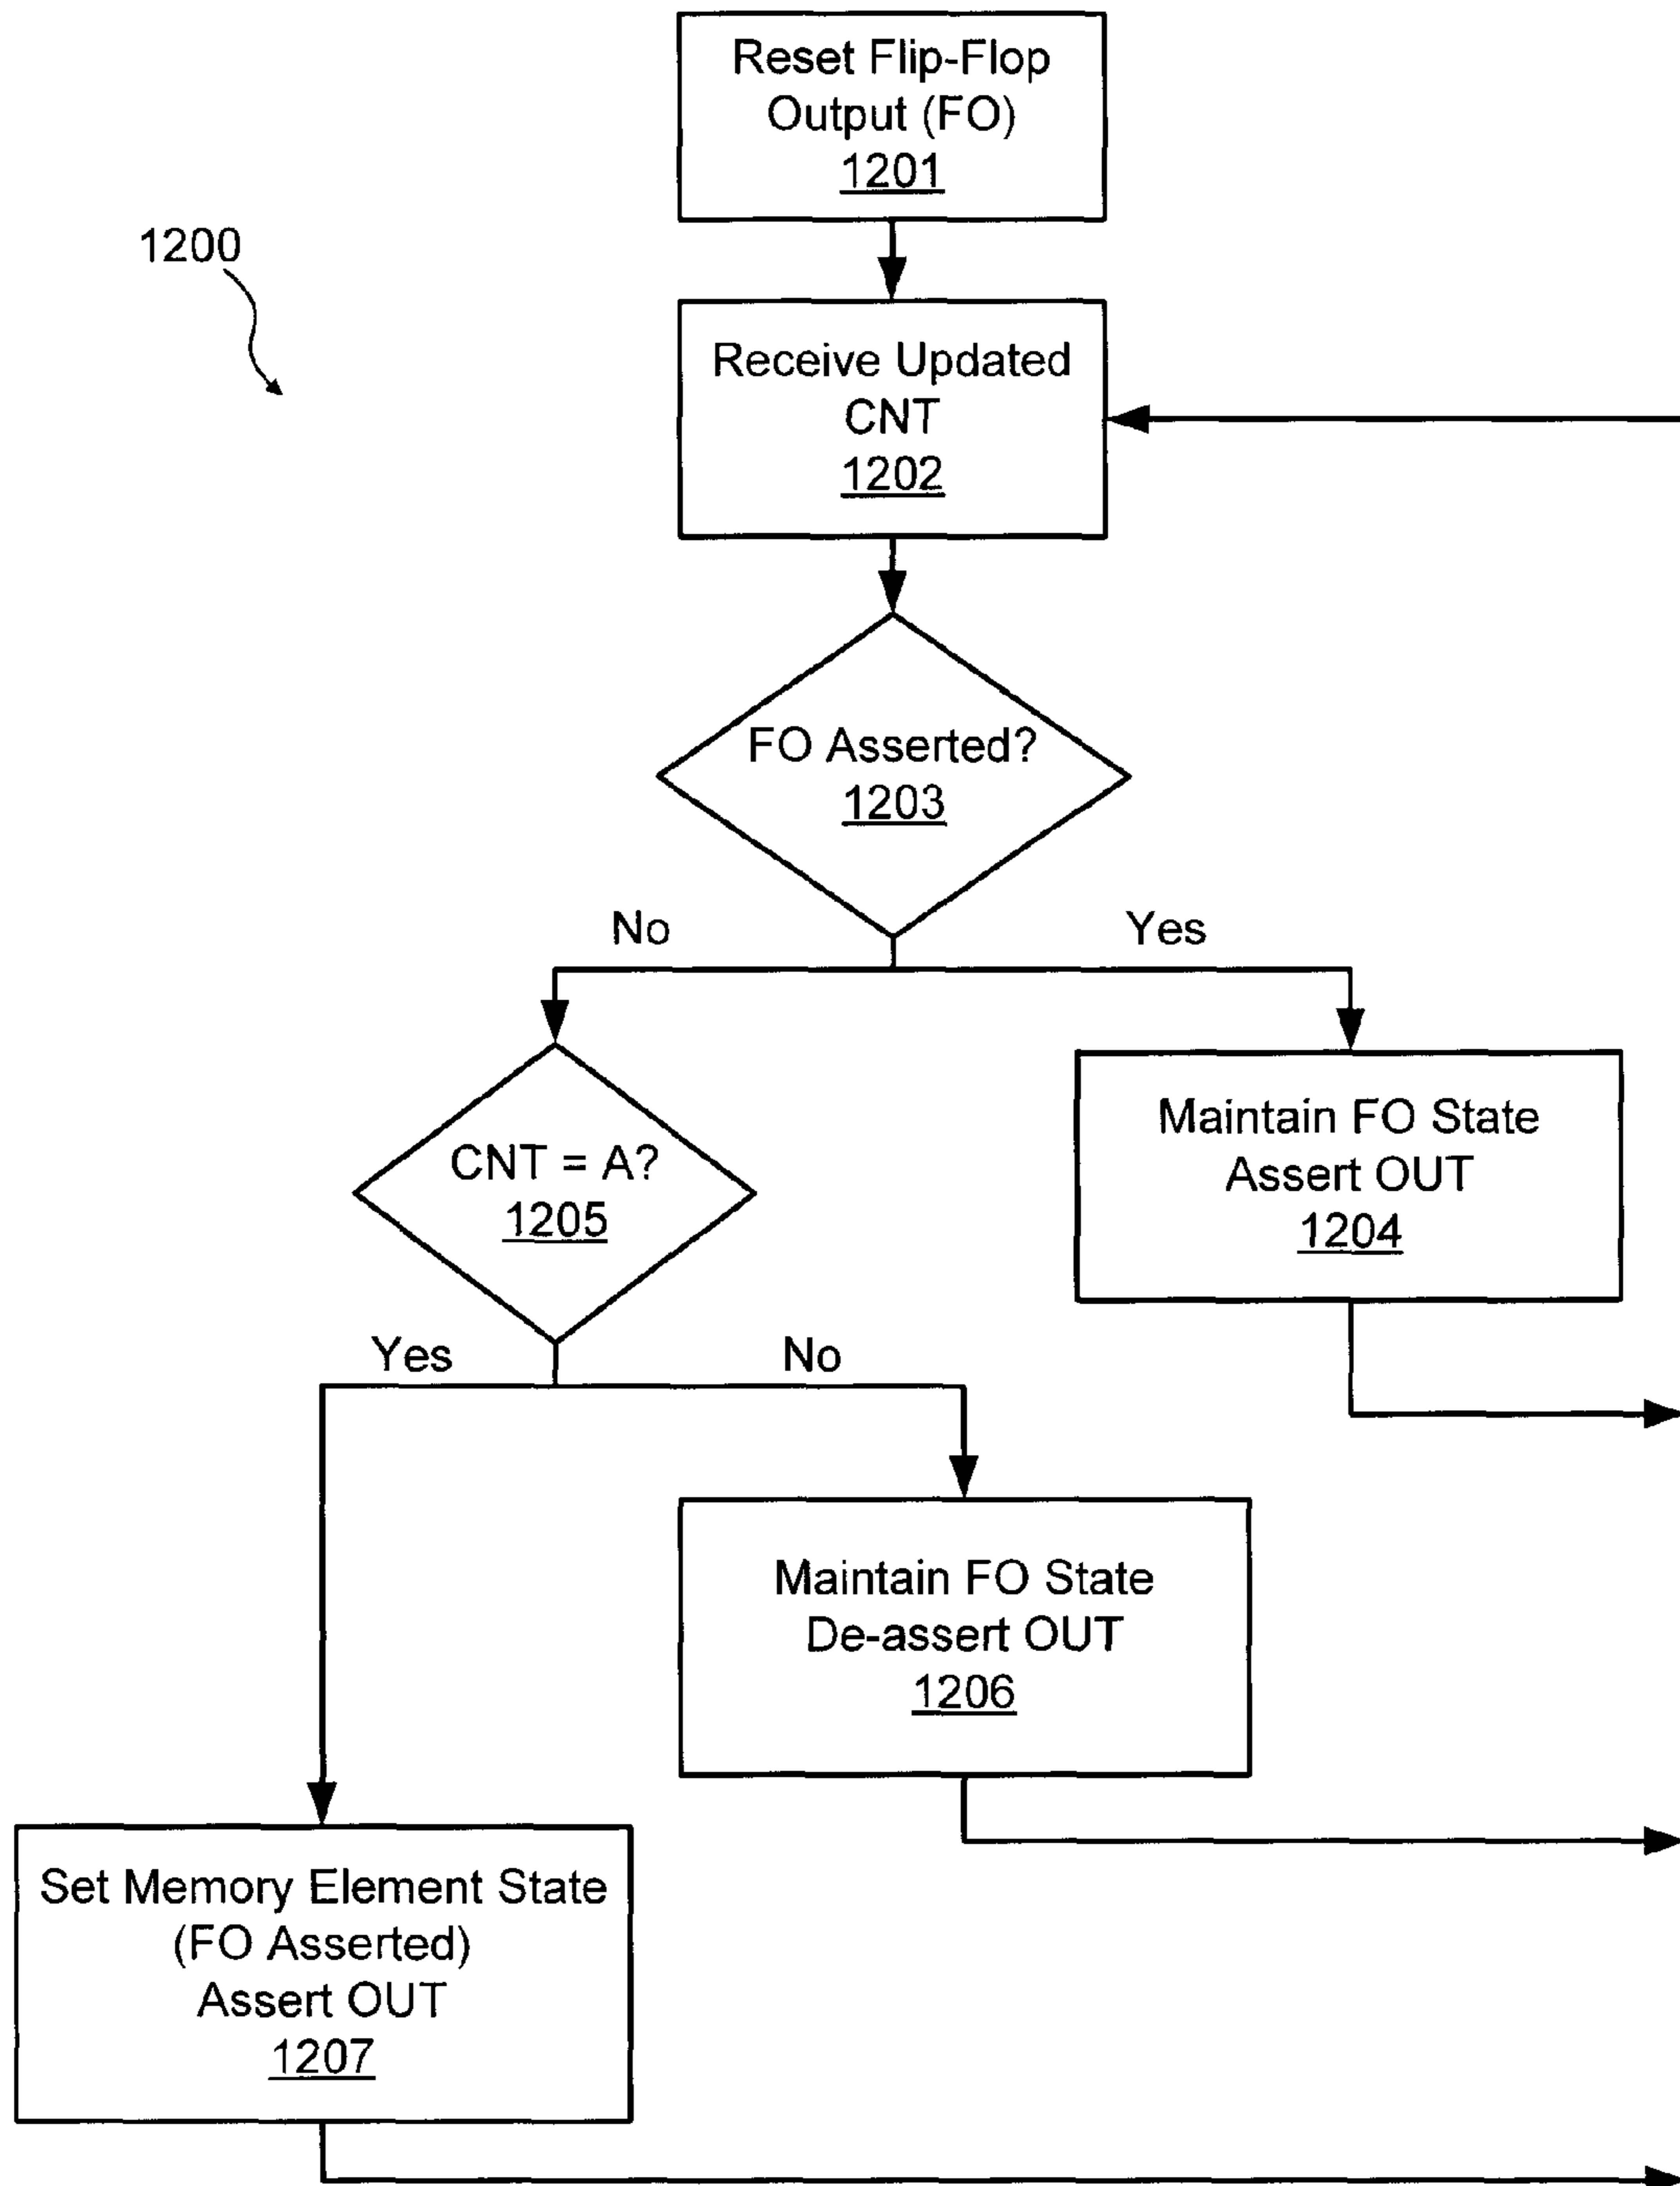 Reset Flip-Flop
Output (FO)
1201
1200
Receive Updated
CNT
1202
FO Asserted?
1203
No
Yes
CNT = A?
1205
Maintain FO State
Assert OUT
1204
Yes
No
Maintain FO State
De-assert OUT
1206
Set Memory Element State
(FO Asserted)
Assert OUT
1207